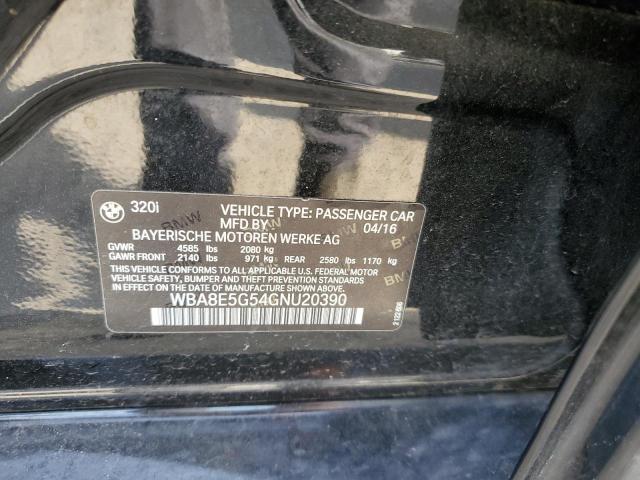 320i VEHICLE TYPE: PASSENGER CAR
MFD BY 04/16
BAYERISCHE MOTOREN WERKE AG
GVWR 4585 lbs 2080 kg
GAWR FRONT 2140 lbs 971 kg REAR 2580 lbs 1170 kg
THIS VEHICLE CONFORMS TO ALL APPLICABLE U.S. FEDERAL MOTOR VEHICLE
SAFETY, BUMPER, AND THEFT PREVENTION STANDARDS IN EFFECT
ON THE DATE OF MANUFACTURE SHOWN ABOVE.
WBA8E5G54GNU20390